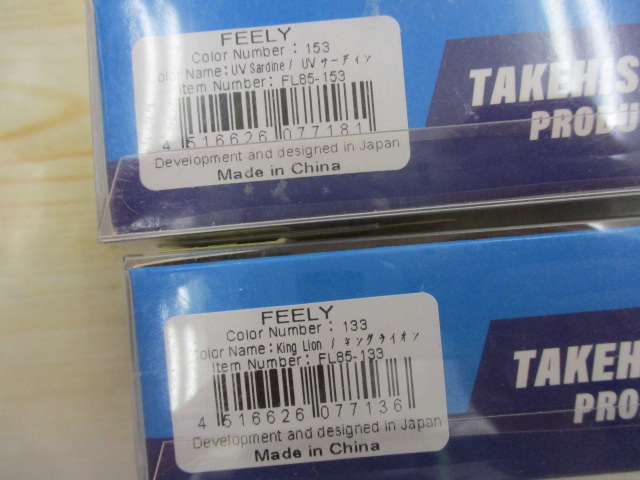 FEELY
Color Number : 153
Color Name:UV Sardine / UVサーディン
Item Number: FL85-153
4 516626 077181
Development and designed in Japan
Made in China
TAKEHIS
PRODU
FEELY
Color Number : 133
Color Name:King Lion / キングライオン
Item Number: FL85-133
4 516626 077136
Development and designed in Japan
Made in China
TAKEH
PRO